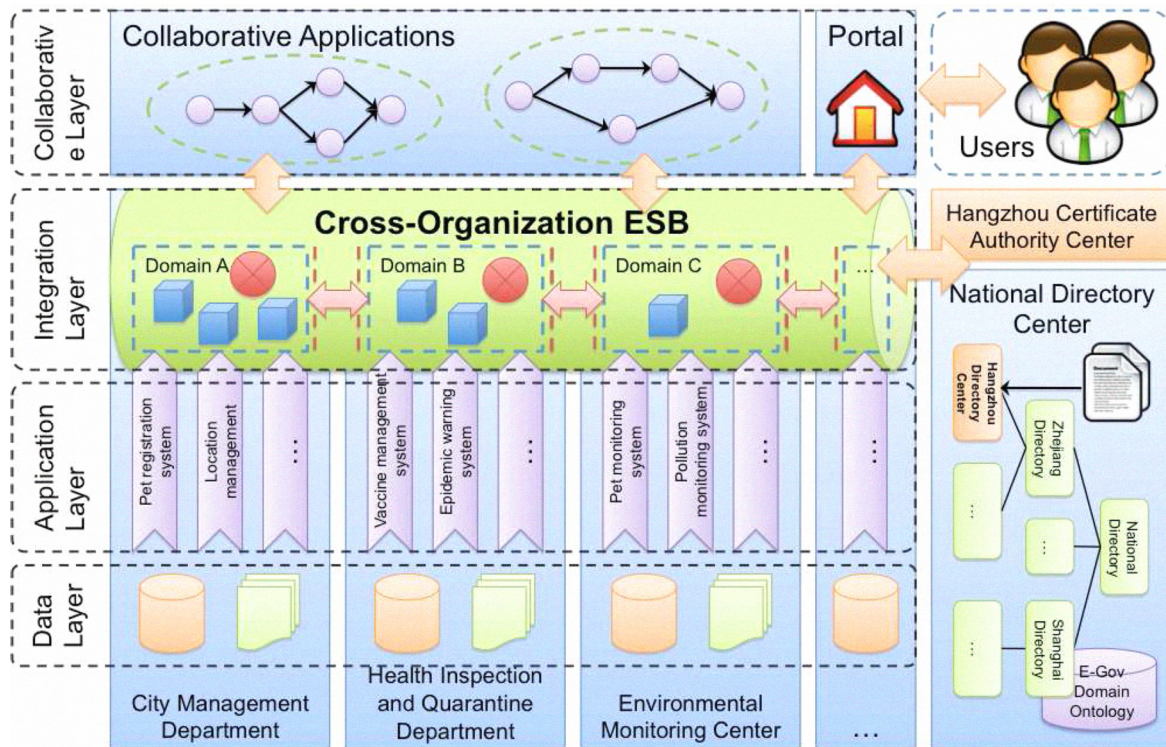 Collaborativ
e Layer
Collaborative Applications
Portal
Users
Integration
Layer
Cross-Organization ESB
Domain A
Domain B
Domain C
...
Hangzhou Certificate
Authority Center
National Directory
Center
Hangzhou
Directory
Center
Document
Zhejiang
Directory
...
...
National
Directory
Shanghai
Directory
...
E-Gov
Domain
Ontology
Application
Layer
Pet registration
system
Location
management
...
Vaccine management
system
Epidemic warning
system
...
Pet monitoring
system
Pollution
monitoring system
...
...
Data
Layer
City Management
Department
Health Inspection
and Quarantine
Department
Environmental
Monitoring Center
...